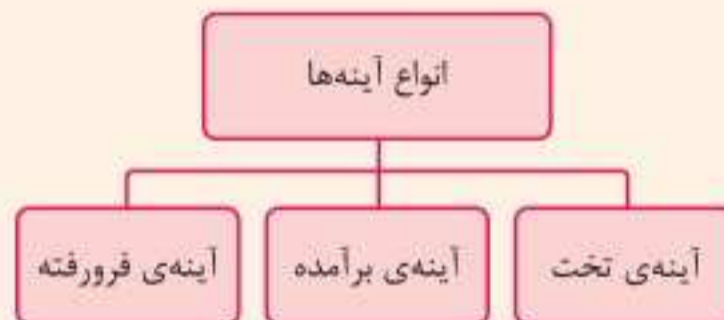 انواع آینه‌ها
آینه‌ی تخت
آینه‌ی برآمده
آینه‌ی فرورفته